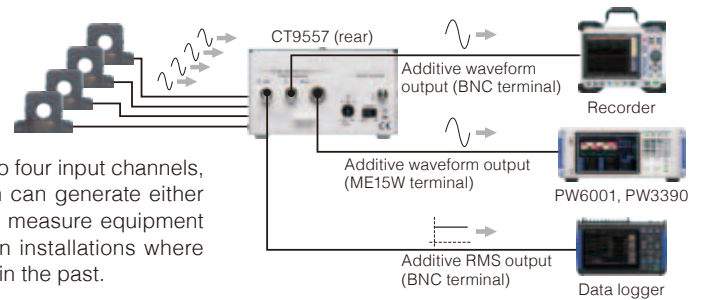 CT9557 (rear)
Additive waveform
output (BNC terminal)
Recorder
Additive waveform output
(ME15W terminal)
PW6001, PW3390
Additive RMS output
(BNC terminal)
Data logger
o four input channels,
can generate either
measure equipment
n installations where
in the past.